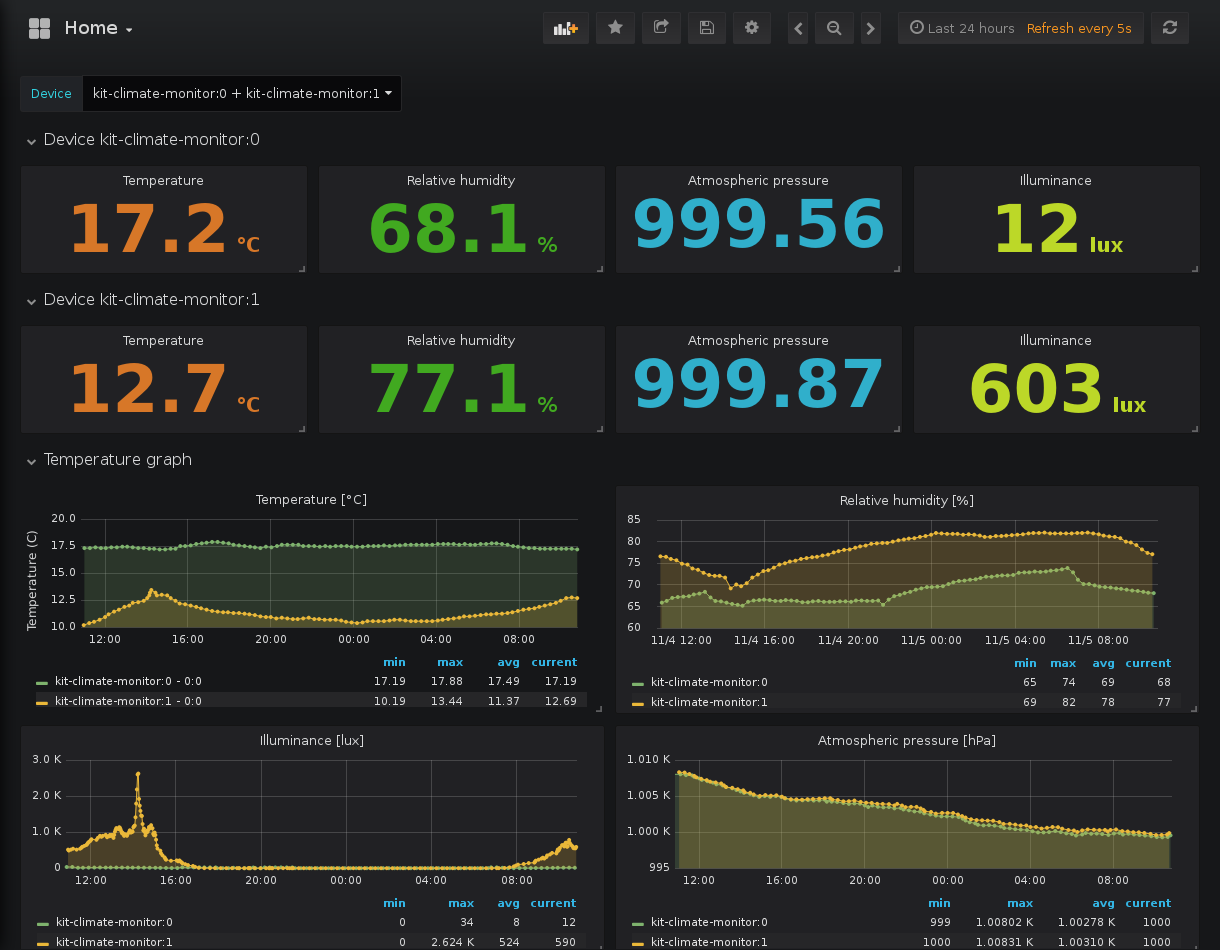 Home
Last 24 hours Refresh every 5s
Device kit-climate-monitor:0 + kit-climate-monitor:1
Device kit-climate-monitor:0
Temperature Relative humidity Atmospheric pressure Illuminance
17.2 °C 68.1 % 999.56 12 lux
Device kit-climate-monitor:1
Temperature Relative humidity Atmospheric pressure Illuminance
12.7 °C 77.1 % 999.87 603 lux
Temperature graph
Temperature [°C]
Temperature (C)
20.0
17.5
15.0
12.5
10.0
12:00 16:00 20:00 00:00 04:00 08:00
min max avg current
kit-climate-monitor:0 - 0:0 17.19 17.88 17.49 17.19
kit-climate-monitor:1 - 0:0 10.19 13.44 11.37 12.69
Relative humidity [%]
85
80
75
70
65
60
11/4 12:00 11/4 16:00 11/4 20:00 11/5 00:00 11/5 04:00 11/5 08:00
min max avg current
kit-climate-monitor:0 65 74 69 68
kit-climate-monitor:1 69 82 78 77
Illuminance [lux]
3.0 K
2.0 K
1.0 K
0
12:00 16:00 20:00 00:00 04:00 08:00
min max avg current
kit-climate-monitor:0 0 34 8 12
kit-climate-monitor:1 0 2.624 K 524 590
Atmospheric pressure [hPa]
1.010 K
1.005 K
1.000 K
995
12:00 16:00 20:00 00:00 04:00 08:00
min max avg current
kit-climate-monitor:0 999 1.00802 K 1.00278 K 1000
kit-climate-monitor:1 1000 1.00831 K 1.00310 K 1000